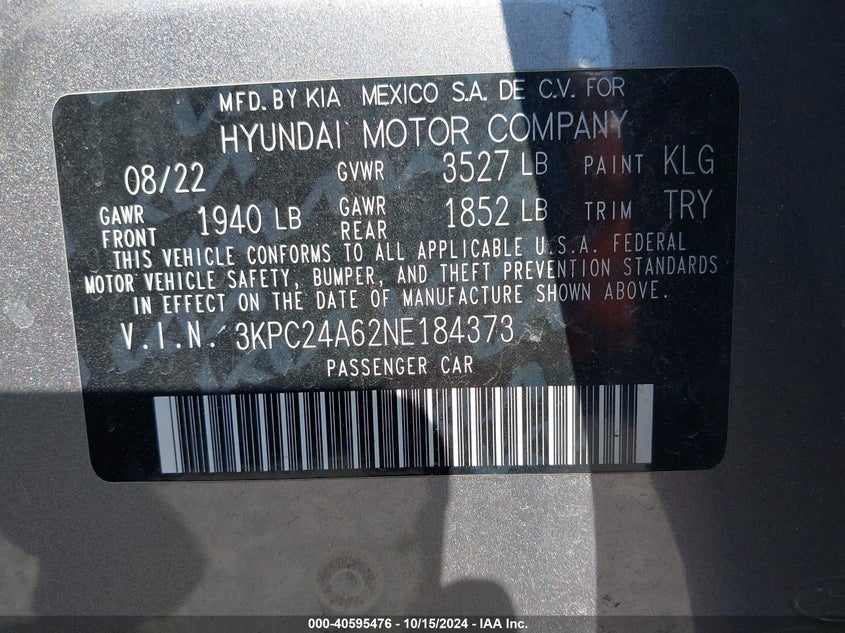 MFD. BY KIA MEXICO S.A. DE C.V. FOR
HYUNDAI MOTOR COMPANY
08/22 GVWR 3527 LB PAINT KLG
GAWR FRONT 1940 LB GAWR REAR 1852 LB TRIM TRY
THIS VEHICLE CONFORMS TO ALL APPLICABLE U.S.A. FEDERAL
MOTOR VEHICLE SAFETY, BUMPER, AND THEFT PREVENTION STANDARDS
IN EFFECT ON THE DATE OF MANUFACTURE SHOWN ABOVE.
V.I.N. 3KPC24A62NE184373
PASSENGER CAR
000-40595476 - 10/15/2024 - IAA Inc.